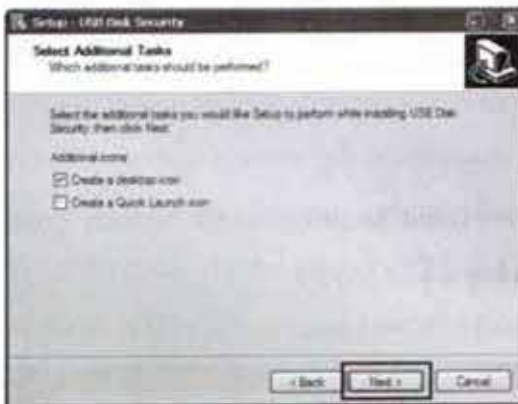 Setup - USB Disk Security
Select Additional Tasks
Which additional tasks should be performed?
Select the additional tasks you would like Setup to perform while installing USB Disk
Security, then click Next.
Additional icons:
Create a desktop icon
Create a Quick Launch icon
< Back
Next >
Cancel